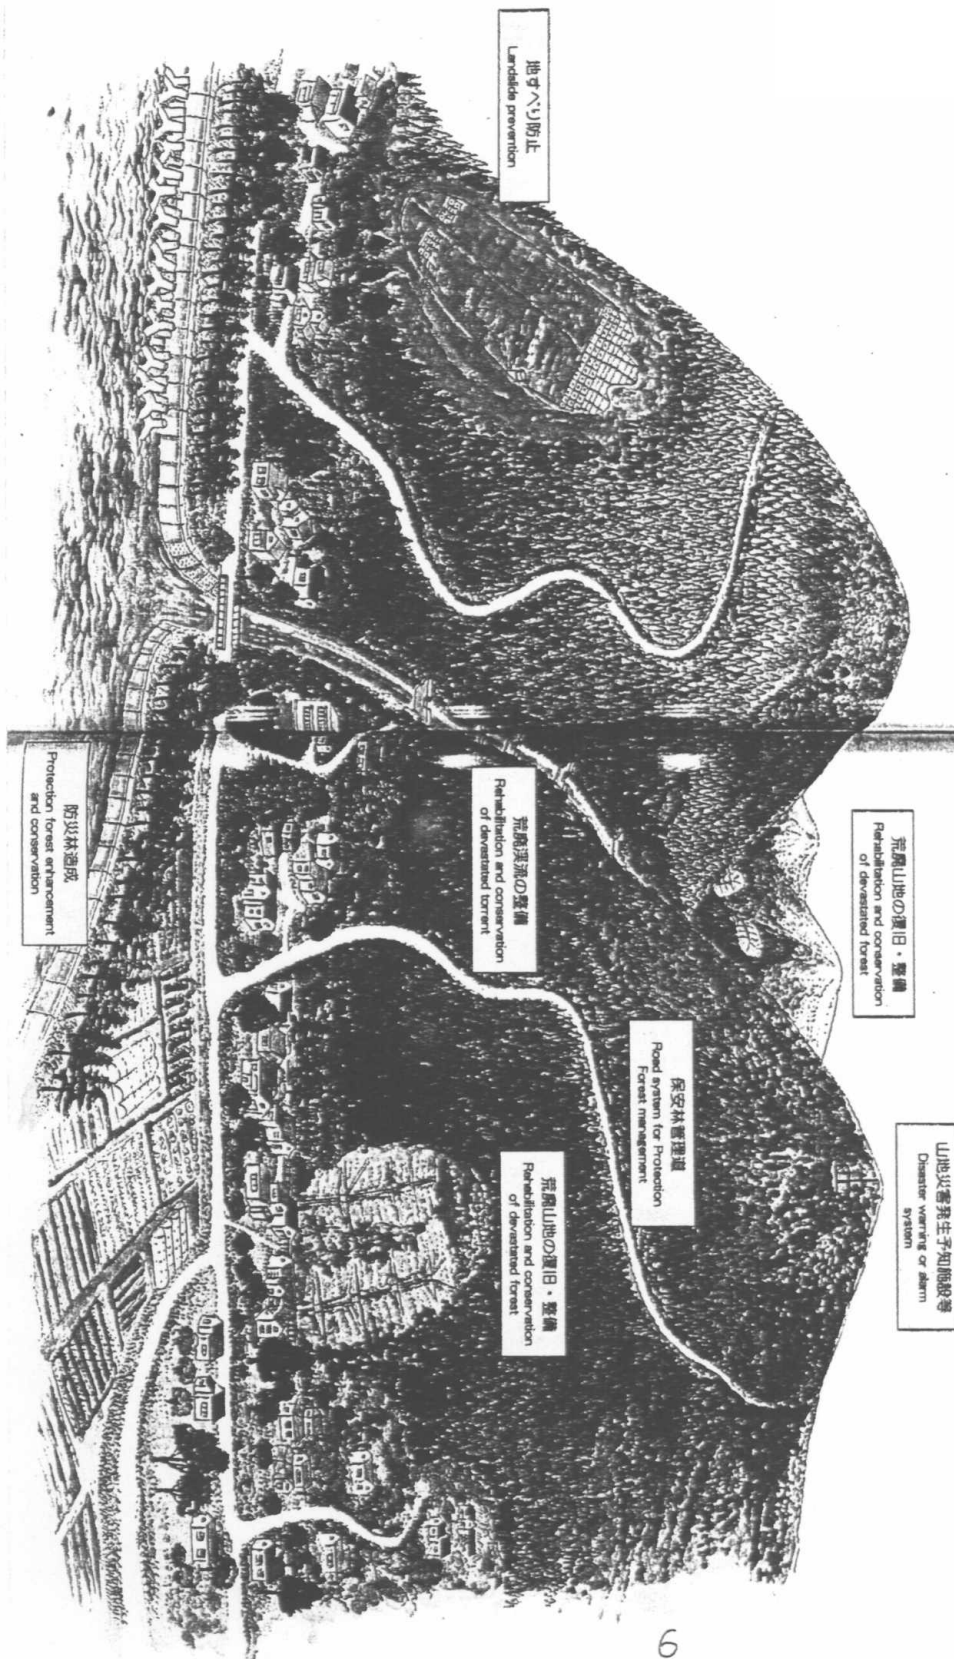 地すべり防止
Landslide prevention
荒廃山地の復旧・整備
Rehabilitation and conservation
of devastated forest
山地災害発生予知施設等
Disaster warning or alarm
system
保安林管理道
Road system for Protection
Forest management
荒廃渓流の整備
Rehabilitation and conservation
of devastated torrent
荒廃山地の復旧・整備
Rehabilitation and conservation
of devastated forest
防災林造成
Protection forest enhancement
and conservation
6